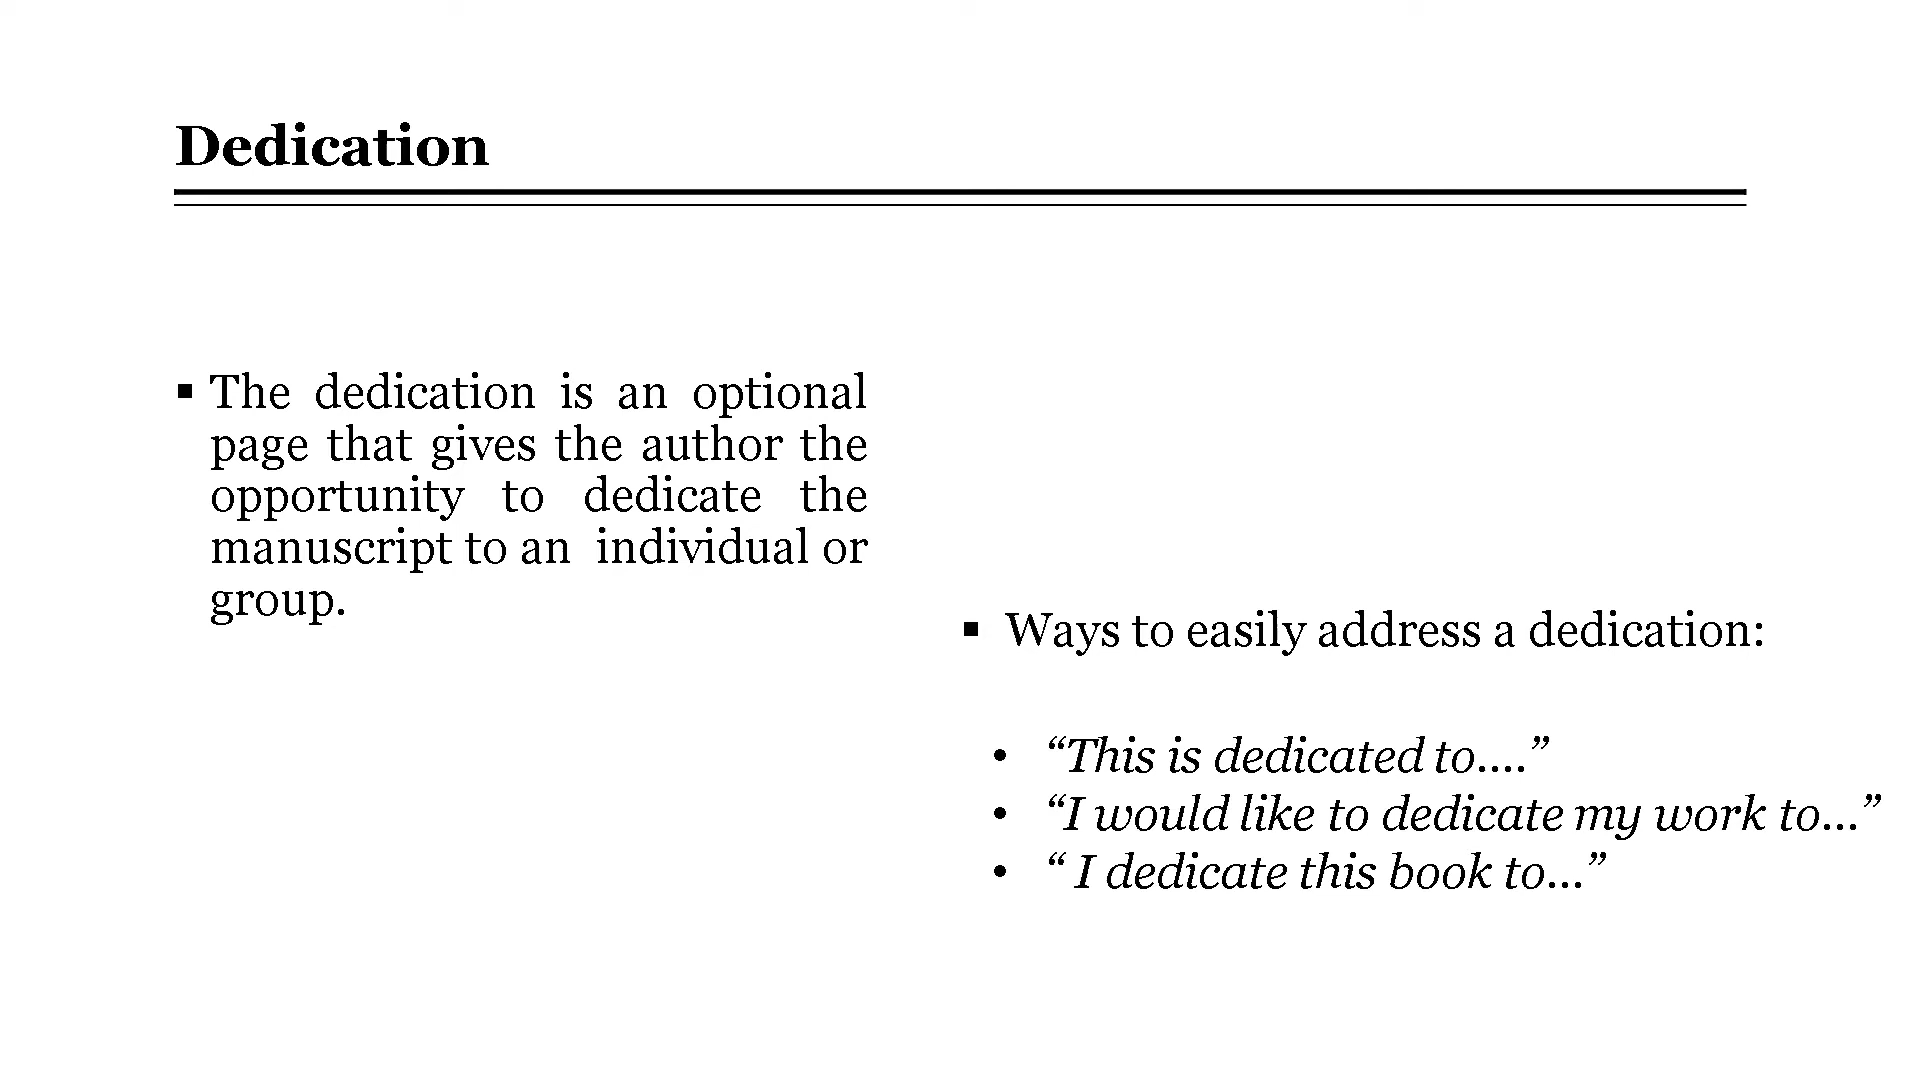 Dedication
▪ The dedication is an optional
page that gives the author the
opportunity to dedicate the
manuscript to an individual or
group.
▪ Ways to easily address a dedication:
• “This is dedicated to....”
• “I would like to dedicate my work to...”
• “ I dedicate this book to...”